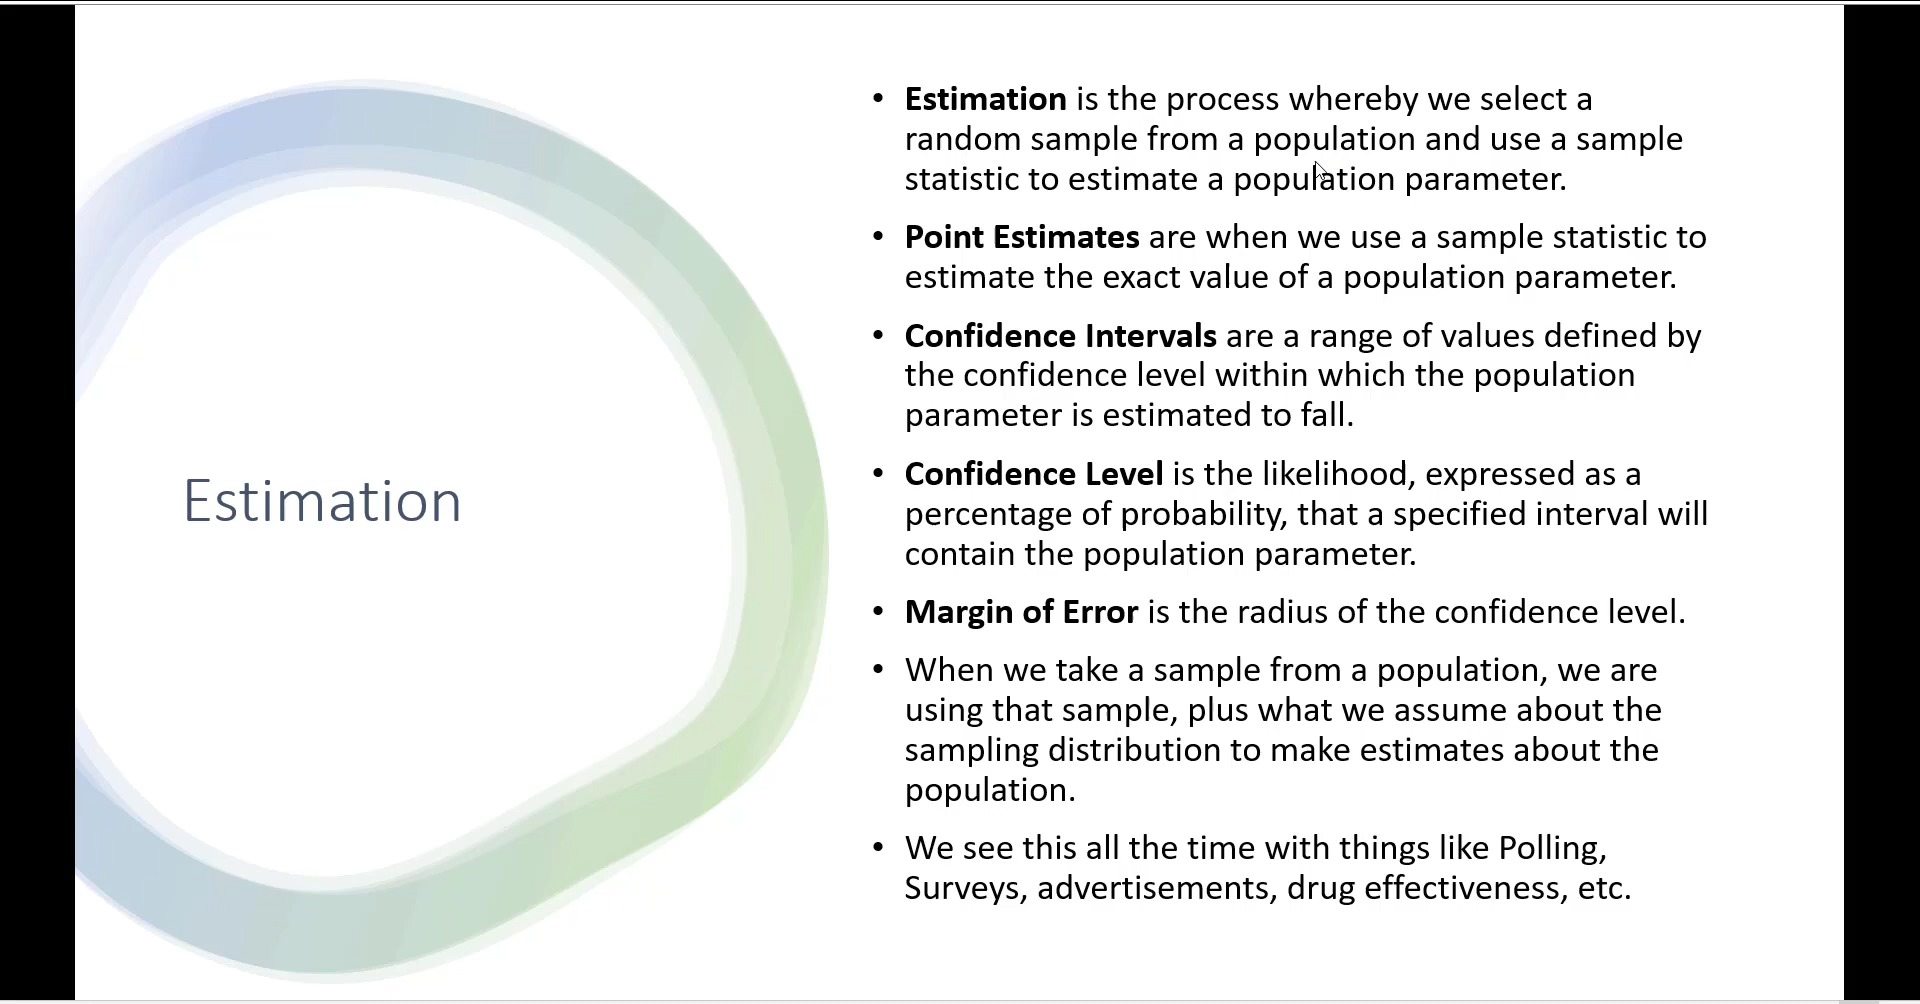 Estimation
• Estimation is the process whereby we select a
random sample from a population and use a sample
statistic to estimate a population parameter.
• Point Estimates are when we use a sample statistic to
estimate the exact value of a population parameter.
• Confidence Intervals are a range of values defined by
the confidence level within which the population
parameter is estimated to fall.
• Confidence Level is the likelihood, expressed as a
percentage of probability, that a specified interval will
contain the population parameter.
• Margin of Error is the radius of the confidence level.
• When we take a sample from a population, we are
using that sample, plus what we assume about the
sampling distribution to make estimates about the
population.
• We see this all the time with things like Polling,
Surveys, advertisements, drug effectiveness, etc.